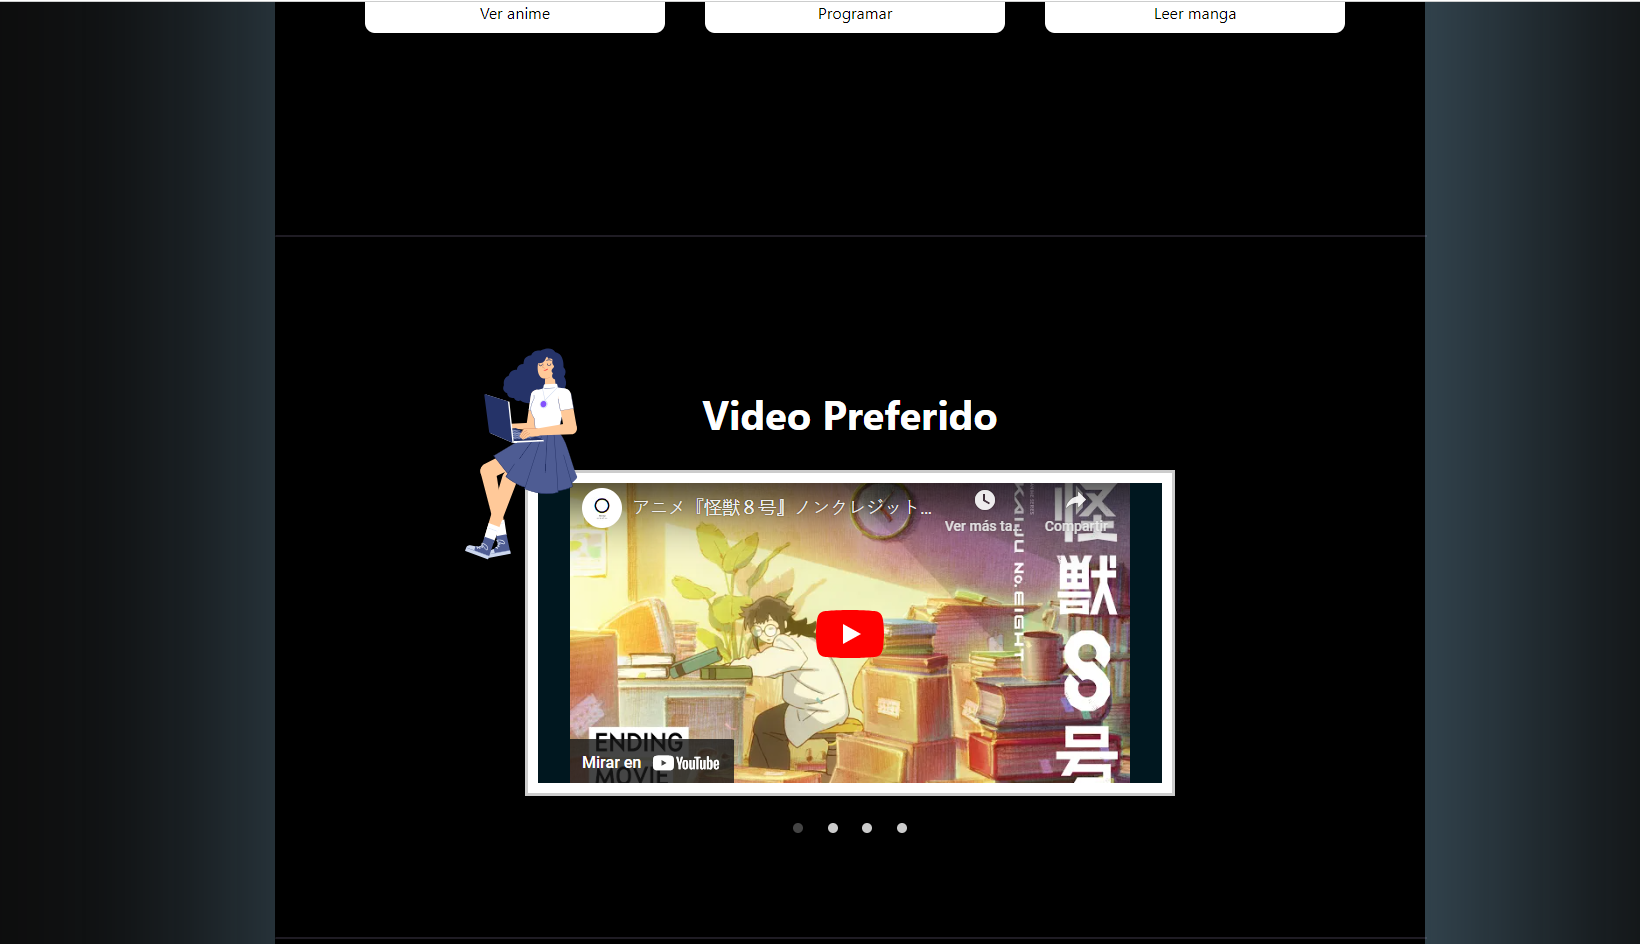 Ver anime
Programar
Leer manga
Video Preferido
アニメ『怪獣８号』ノンクレジット...
Ver más ta...
Compartir
KAIJU No.EIGHT
怪獣8号
ENDING
MOVIE
Mirar en YouTube